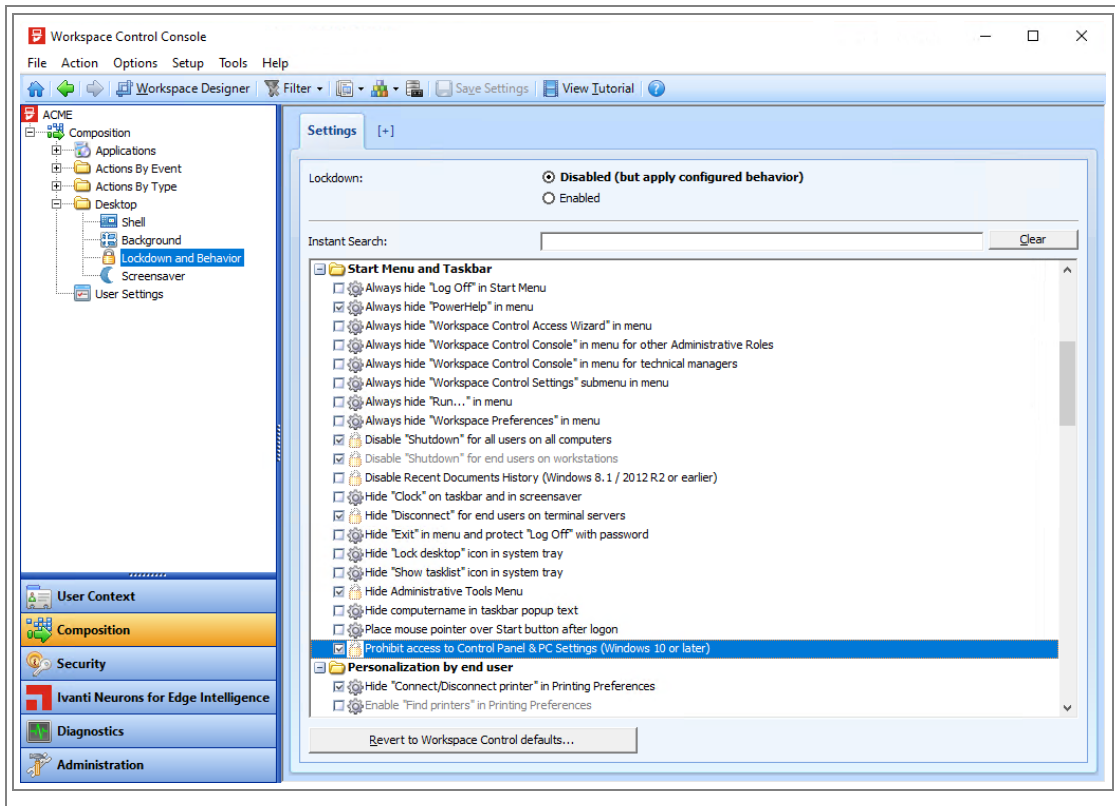 Workspace Control Console
File Action Options Setup Tools Help
Workspace Designer Filter Save Settings View Tutorial
ACME
Composition
Applications
Actions By Event
Actions By Type
Desktop
Shell
Background
Lockdown and Behavior
Screensaver
User Settings
User Context
Composition
Security
Ivanti Neurons for Edge Intelligence
Diagnostics
Administration
Settings [+]
Lockdown: Disabled (but apply configured behavior)
Enabled
Instant Search: Clear
Start Menu and Taskbar
Always hide "Log Off" in Start Menu
Always hide "PowerHelp" in menu
Always hide "Workspace Control Access Wizard" in menu
Always hide "Workspace Control Console" in menu for other Administrative Roles
Always hide "Workspace Control Console" in menu for technical managers
Always hide "Workspace Control Settings" submenu in menu
Always hide "Run..." in menu
Always hide "Workspace Preferences" in menu
Disable "Shutdown" for all users on all computers
Disable "Shutdown" for end users on workstations
Disable Recent Documents History (Windows 8.1 / 2012 R2 or earlier)
Hide "Clock" on taskbar and in screensaver
Hide "Disconnect" for end users on terminal servers
Hide "Exit" in menu and protect "Log Off" with password
Hide "Lock desktop" icon in system tray
Hide "Show tasklist" icon in system tray
Hide Administrative Tools Menu
Hide computername in taskbar popup text
Place mouse pointer over Start button after logon
Prohibit access to Control Panel & PC Settings (Windows 10 or later)
Personalization by end user
Hide "Connect/Disconnect printer" in Printing Preferences
Enable "Find printers" in Printing Preferences
Revert to Workspace Control defaults...